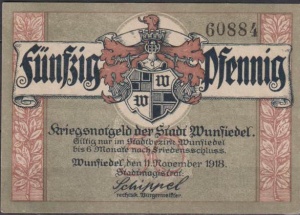 60884
Fünfzig Pfennig
W
W
Kriegsnotgeld der Stadt Wunsiedel.
Giltig nur im Stadtbezirk Wunsiedel
bis 6 Monate nach Friedensschluss.
Wunsiedel, den 11. November 1918.
Stadtmagistrat:
Schippel
rechtsk. Bürgermeister